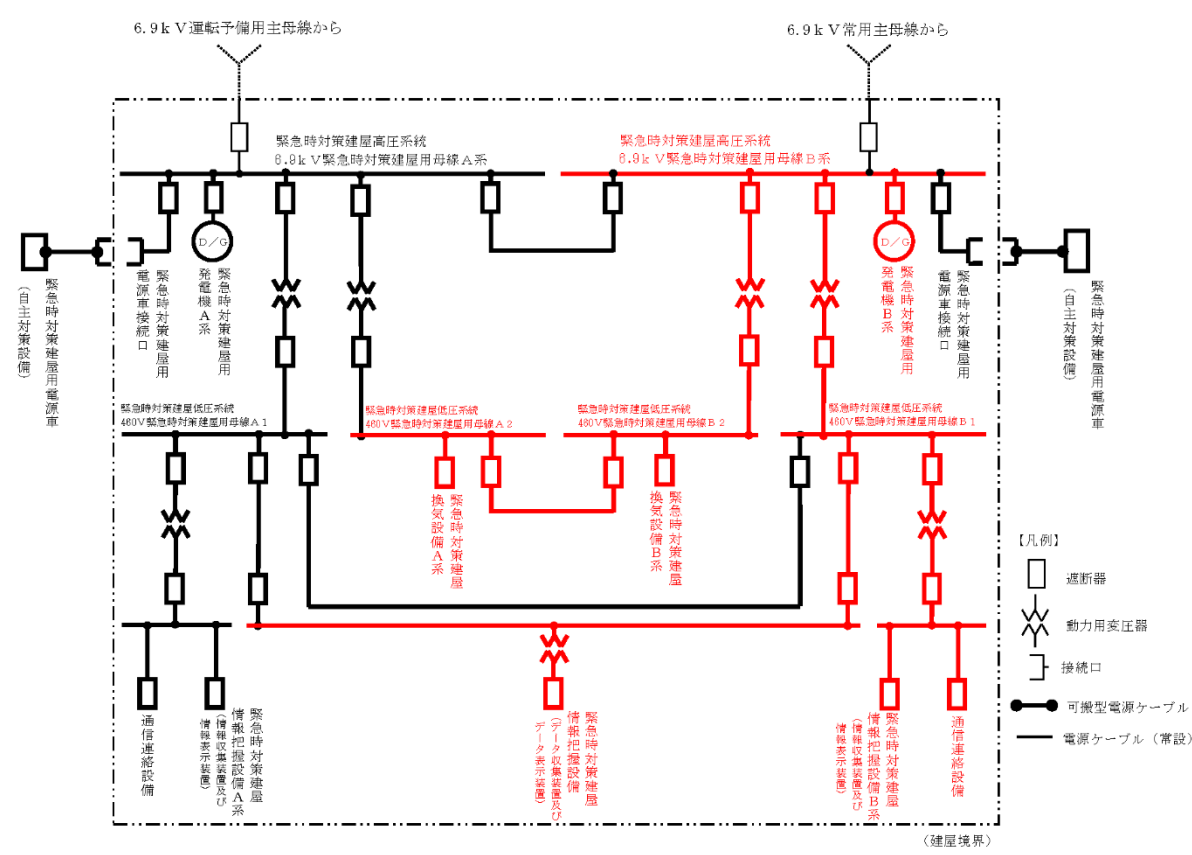 6.9kV運転予備用主母線から
6.9kV常用主母線から
緊急時対策建屋高圧系統
6.9kV緊急時対策建屋用母線A系
緊急時対策建屋高圧系統
6.9kV緊急時対策建屋用母線B系
緊急時対策建屋用電源車
(自主対策設備)
緊急時対策建屋用
電源車接続口
D/G
緊急時対策建屋用
発電機A系
D/G
緊急時対策建屋用
発電機B系
緊急時対策建屋用
電源車接続口
緊急時対策建屋用電源車
(自主対策設備)
緊急時対策建屋低圧系統
460V緊急時対策建屋用母線A1
緊急時対策建屋低圧系統
460V緊急時対策建屋用母線A2
緊急時対策建屋低圧系統
460V緊急時対策建屋用母線B2
緊急時対策建屋低圧系統
460V緊急時対策建屋用母線B1
緊急時対策建屋
換気設備A系
緊急時対策建屋
換気設備B系
通信連絡設備
緊急時対策建屋
情報把握設備A系
(情報収集装置及び
情報表示装置)
緊急時対策建屋
情報把握設備
(データ収集装置及び
データ表示装置)
緊急時対策建屋
情報把握設備B系
(情報収集装置及び
情報表示装置)
通信連絡設備
【凡例】
遮断器
動力用変圧器
接続口
可搬型電源ケーブル
電源ケーブル(常設)
(建屋境界)